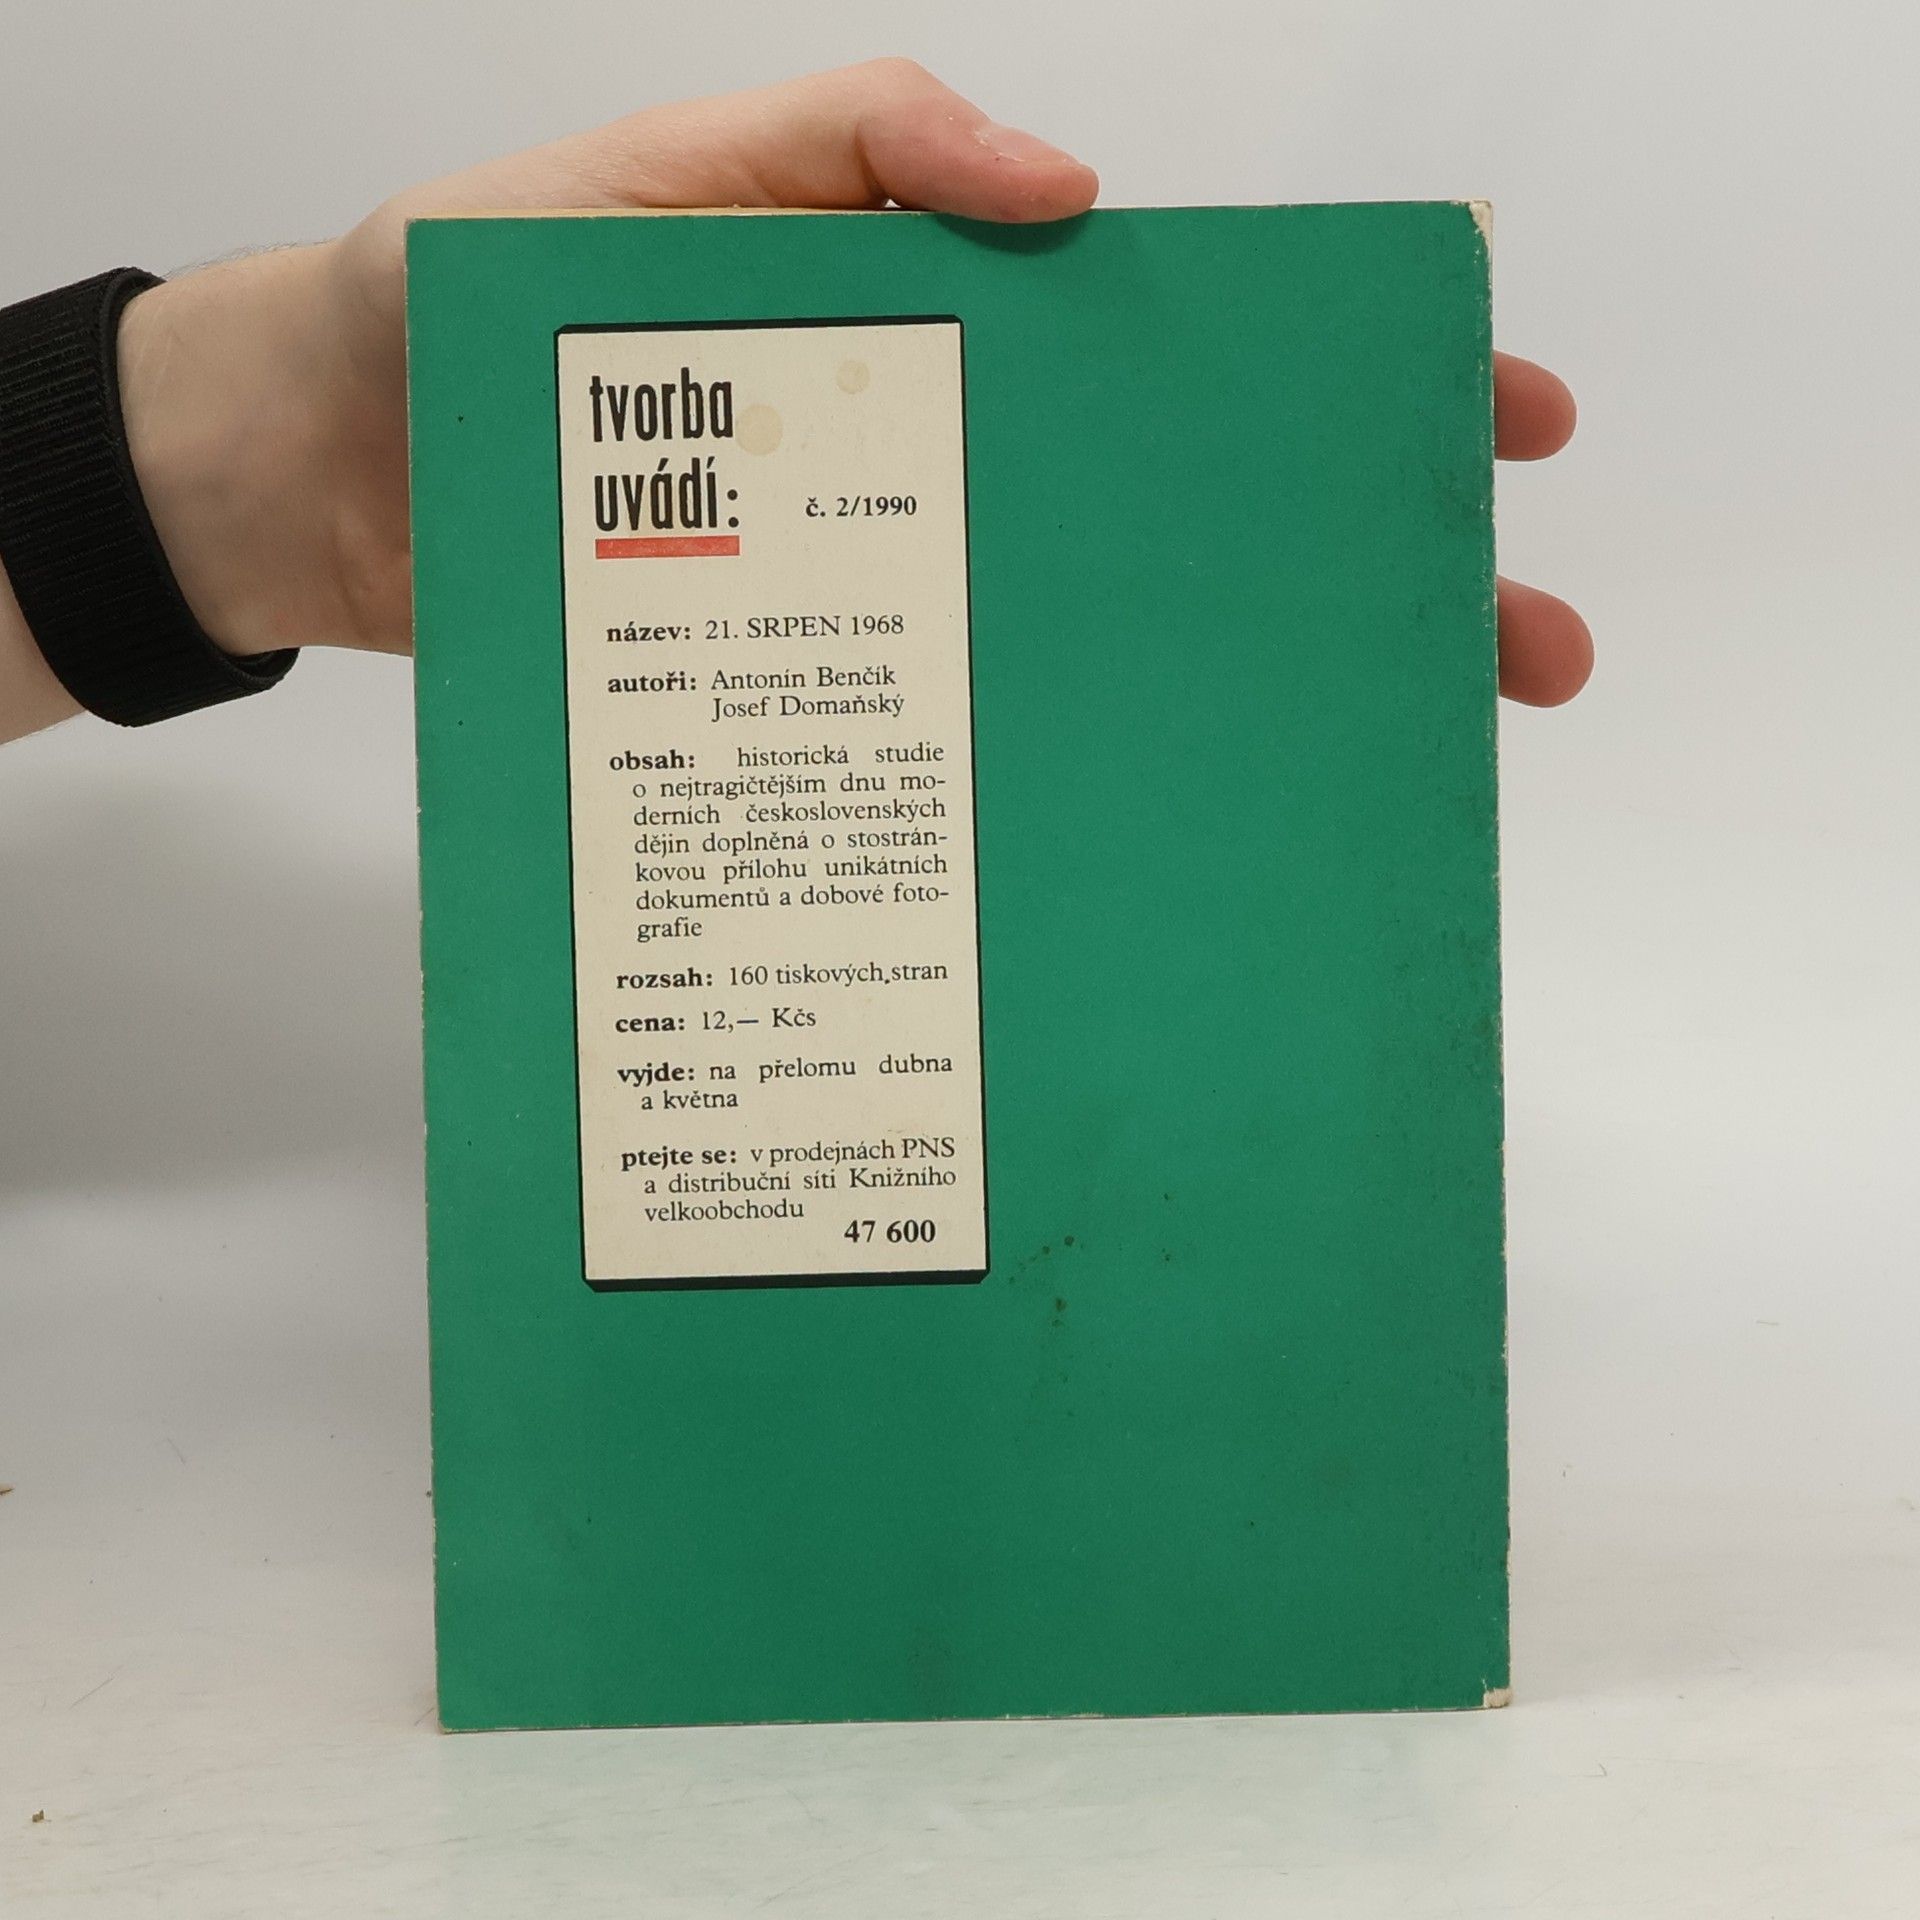 tvorba
uvádí:
č. 2/1990
název: 21. SRPEN 1968
autoři: Antonín Benčík
Josef Domaňský
obsah: historická studie
o nejtragičtějším dnu mo-
derních československých
dějin doplněná o stostrán-
kovou přílohu unikátních
dokumentů a dobové foto-
grafie
rozsah: 160 tiskových stran
cena: 12,— Kčs
vyjde: na přelomu dubna
a května
ptejte se: v prodejnách PNS
a distribuční síti Knižního
velkoobchodu
47 600